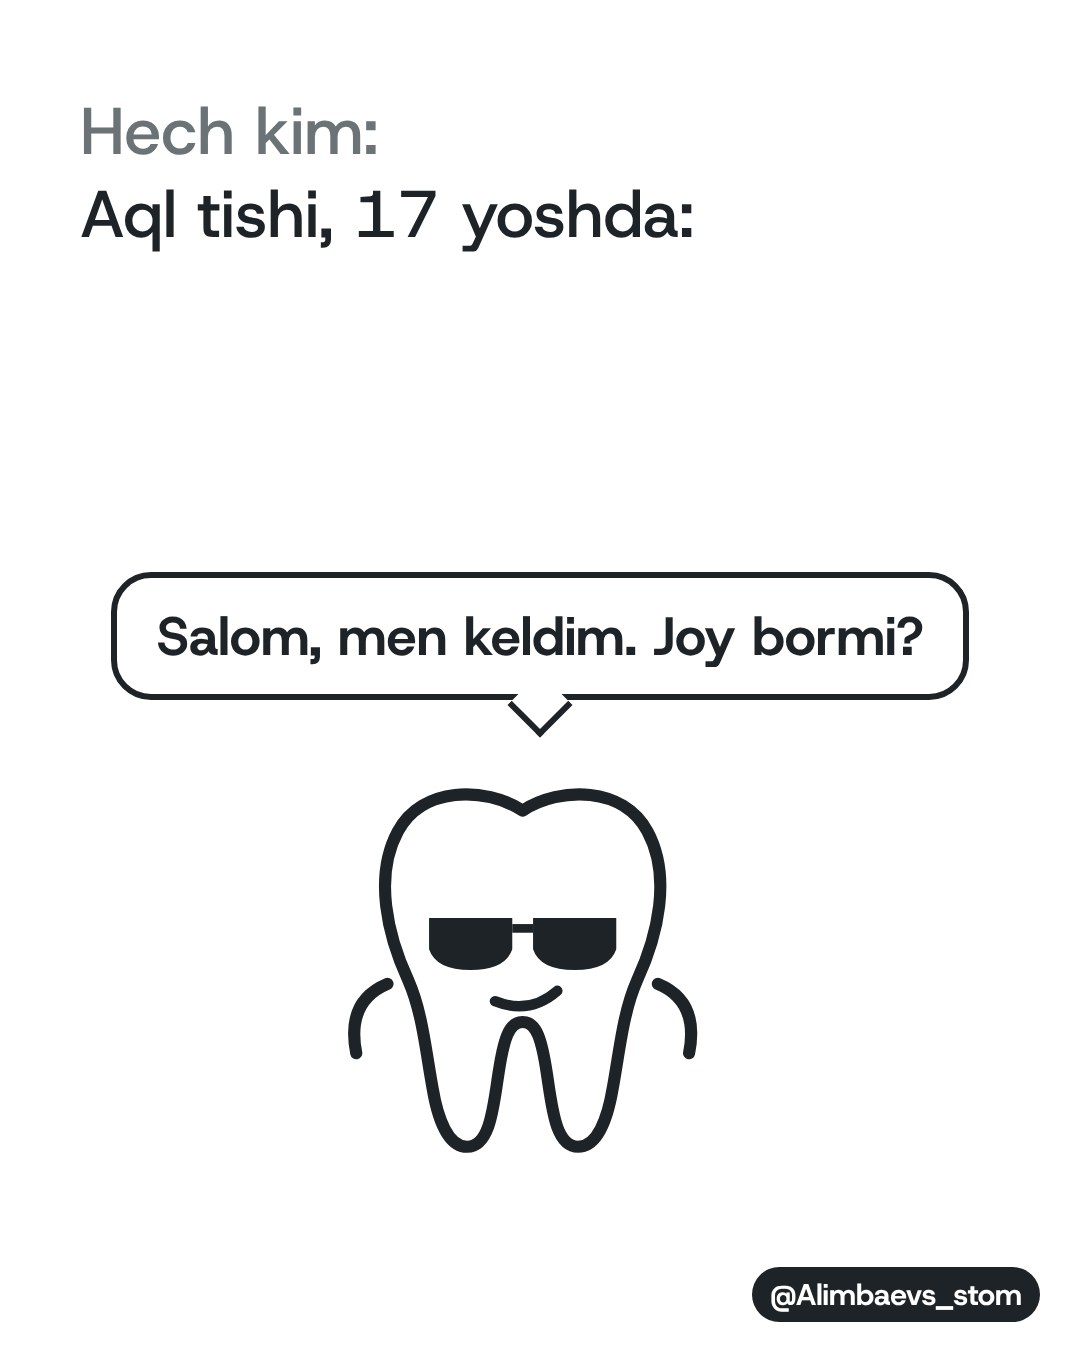 Hech kim:
Aql tishi, 17 yoshda:
Salom, men keldim. Joy bormi?
@Alimbaevs_stom